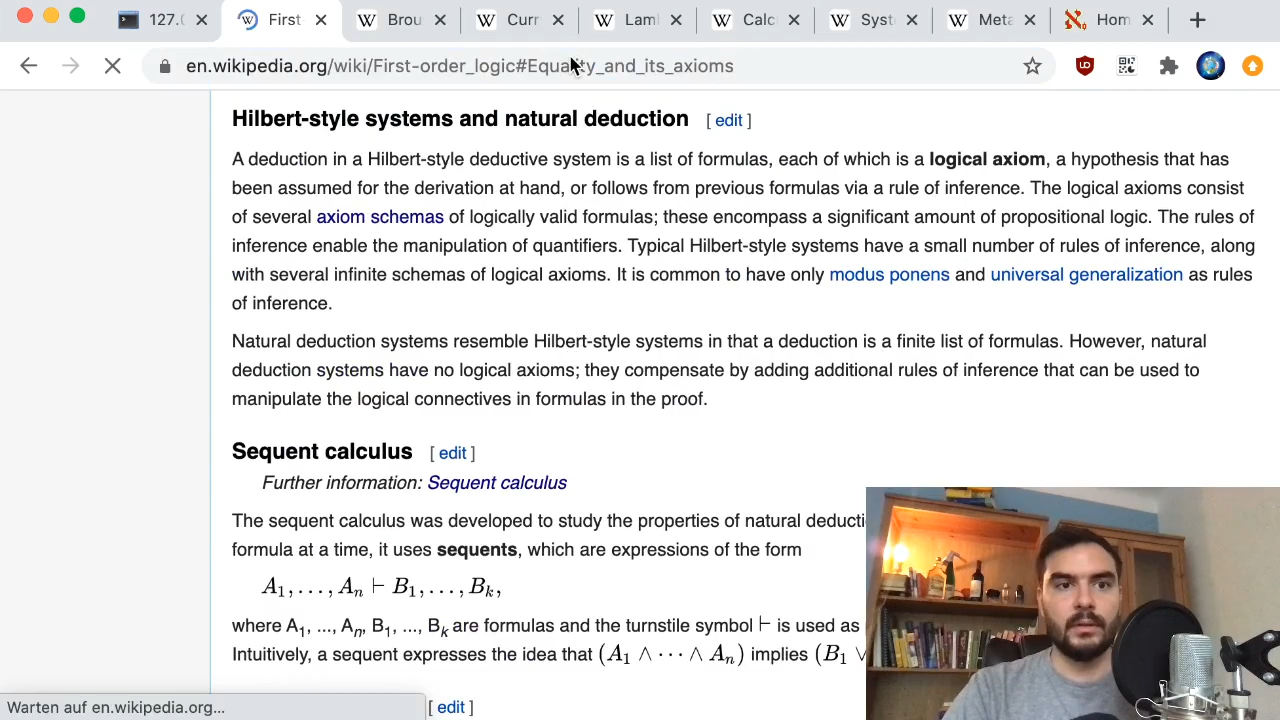 127.0 First- Brou Curr Laml Calc Syst Meta Hom
en.wikipedia.org/wiki/First-order_logic#Equality_and_its_axioms
Hilbert-style systems and natural deduction [ edit ]
A deduction in a Hilbert-style deductive system is a list of formulas, each of which is a logical axiom, a hypothesis that has
been assumed for the derivation at hand, or follows from previous formulas via a rule of inference. The logical axioms consist
of several axiom schemas of logically valid formulas; these encompass a significant amount of propositional logic. The rules of
inference enable the manipulation of quantifiers. Typical Hilbert-style systems have a small number of rules of inference, along
with several infinite schemas of logical axioms. It is common to have only modus ponens and universal generalization as rules
of inference.
Natural deduction systems resemble Hilbert-style systems in that a deduction is a finite list of formulas. However, natural
deduction systems have no logical axioms; they compensate by adding additional rules of inference that can be used to
manipulate the logical connectives in formulas in the proof.
Sequent calculus [ edit ]
Further information: Sequent calculus
The sequent calculus was developed to study the properties of natural deducti
formula at a time, it uses sequents, which are expressions of the form
A₁, . . . , Aₙ ⊢ B₁, . . . , Bₖ,
where A₁, ..., Aₙ, B₁, ..., Bₖ are formulas and the turnstile symbol ⊢ is used as
Intuitively, a sequent expresses the idea that (A₁ ∧ · · · ∧ Aₙ) implies (B₁ ∨
Warten auf en.wikipedia.org... [ edit ]